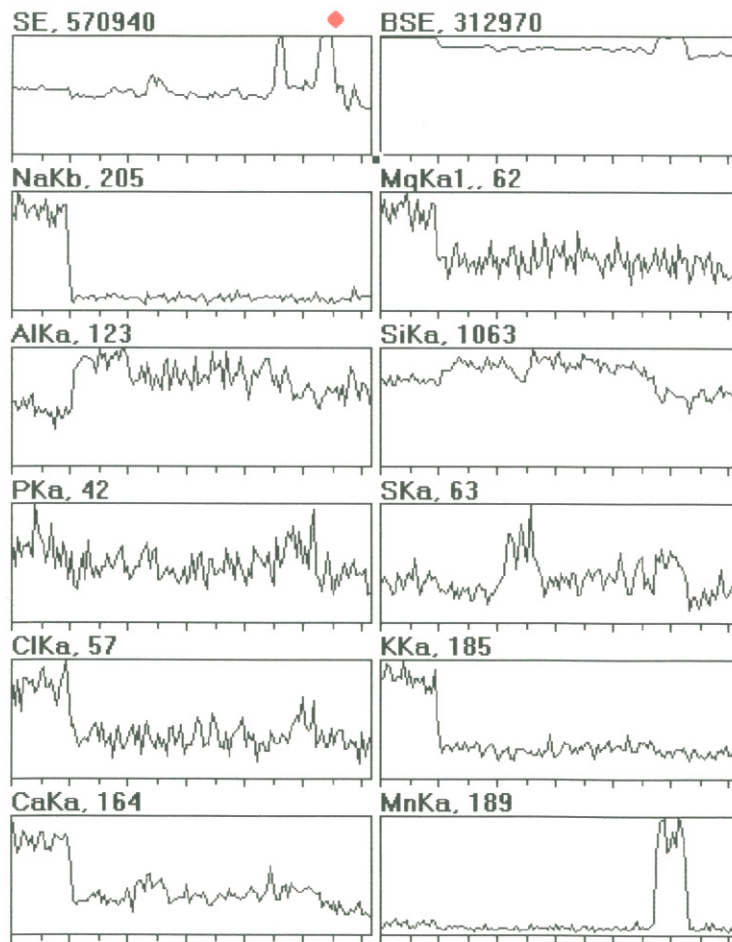 SE, 570940
BSE, 312970
NaKb, 205
MgKa1,, 62
AlKa, 123
SiKa, 1063
PKa, 42
SKa, 63
ClKa, 57
KKa, 185
CaKa, 164
MnKa, 189